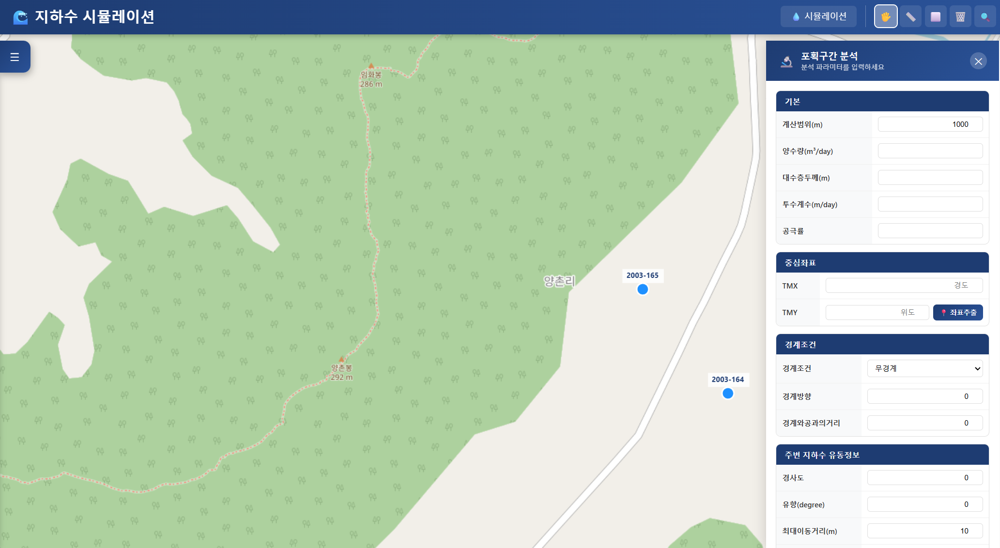 지하수 시뮬레이션
시뮬레이션
임화봉
286 m
양촌리
2003-165
양촌봉
292 m
2003-164
포획구간 분석
분석 파라미터를 입력하세요
기본
계산범위(m) 1000
양수량(m³/day)
대수층두께(m)
투수계수(m/day)
공극률
중심좌표
TMX 경도
TMY 위도 좌표추출
경계조건
경계조건 무경계
경계방향 0
경계와공과의거리 0
주변 지하수 유동정보
경사도 0
유향(degree) 0
최대이동거리(m) 10